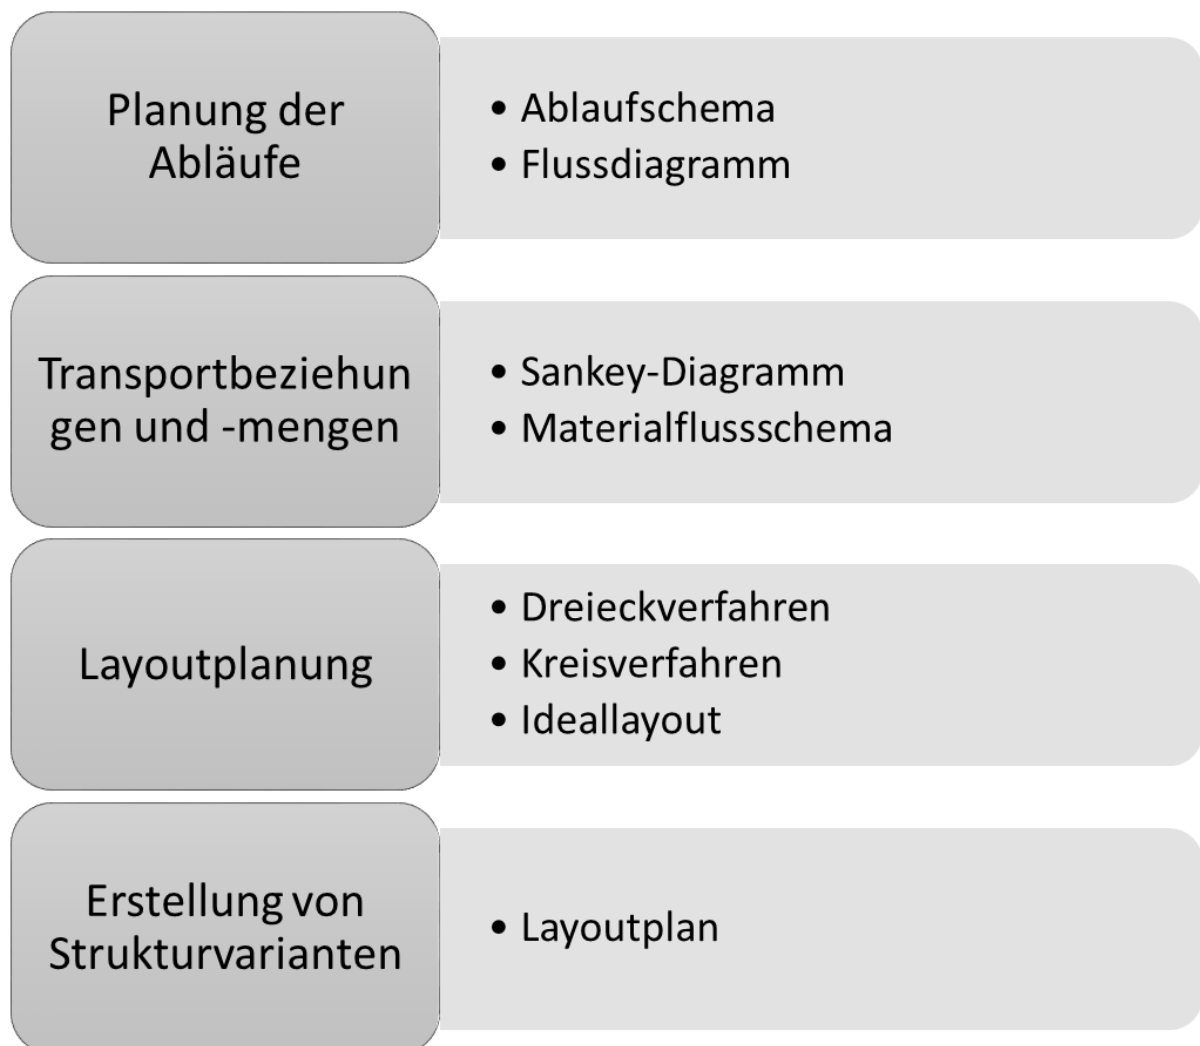 Planung der
Abläufe
• Ablaufschema
• Flussdiagramm
Transportbeziehun
gen und -mengen
• Sankey-Diagramm
• Materialflussschema
Layoutplanung
• Dreieckverfahren
• Kreisverfahren
• Ideallayout
Erstellung von
Strukturvarianten
• Layoutplan